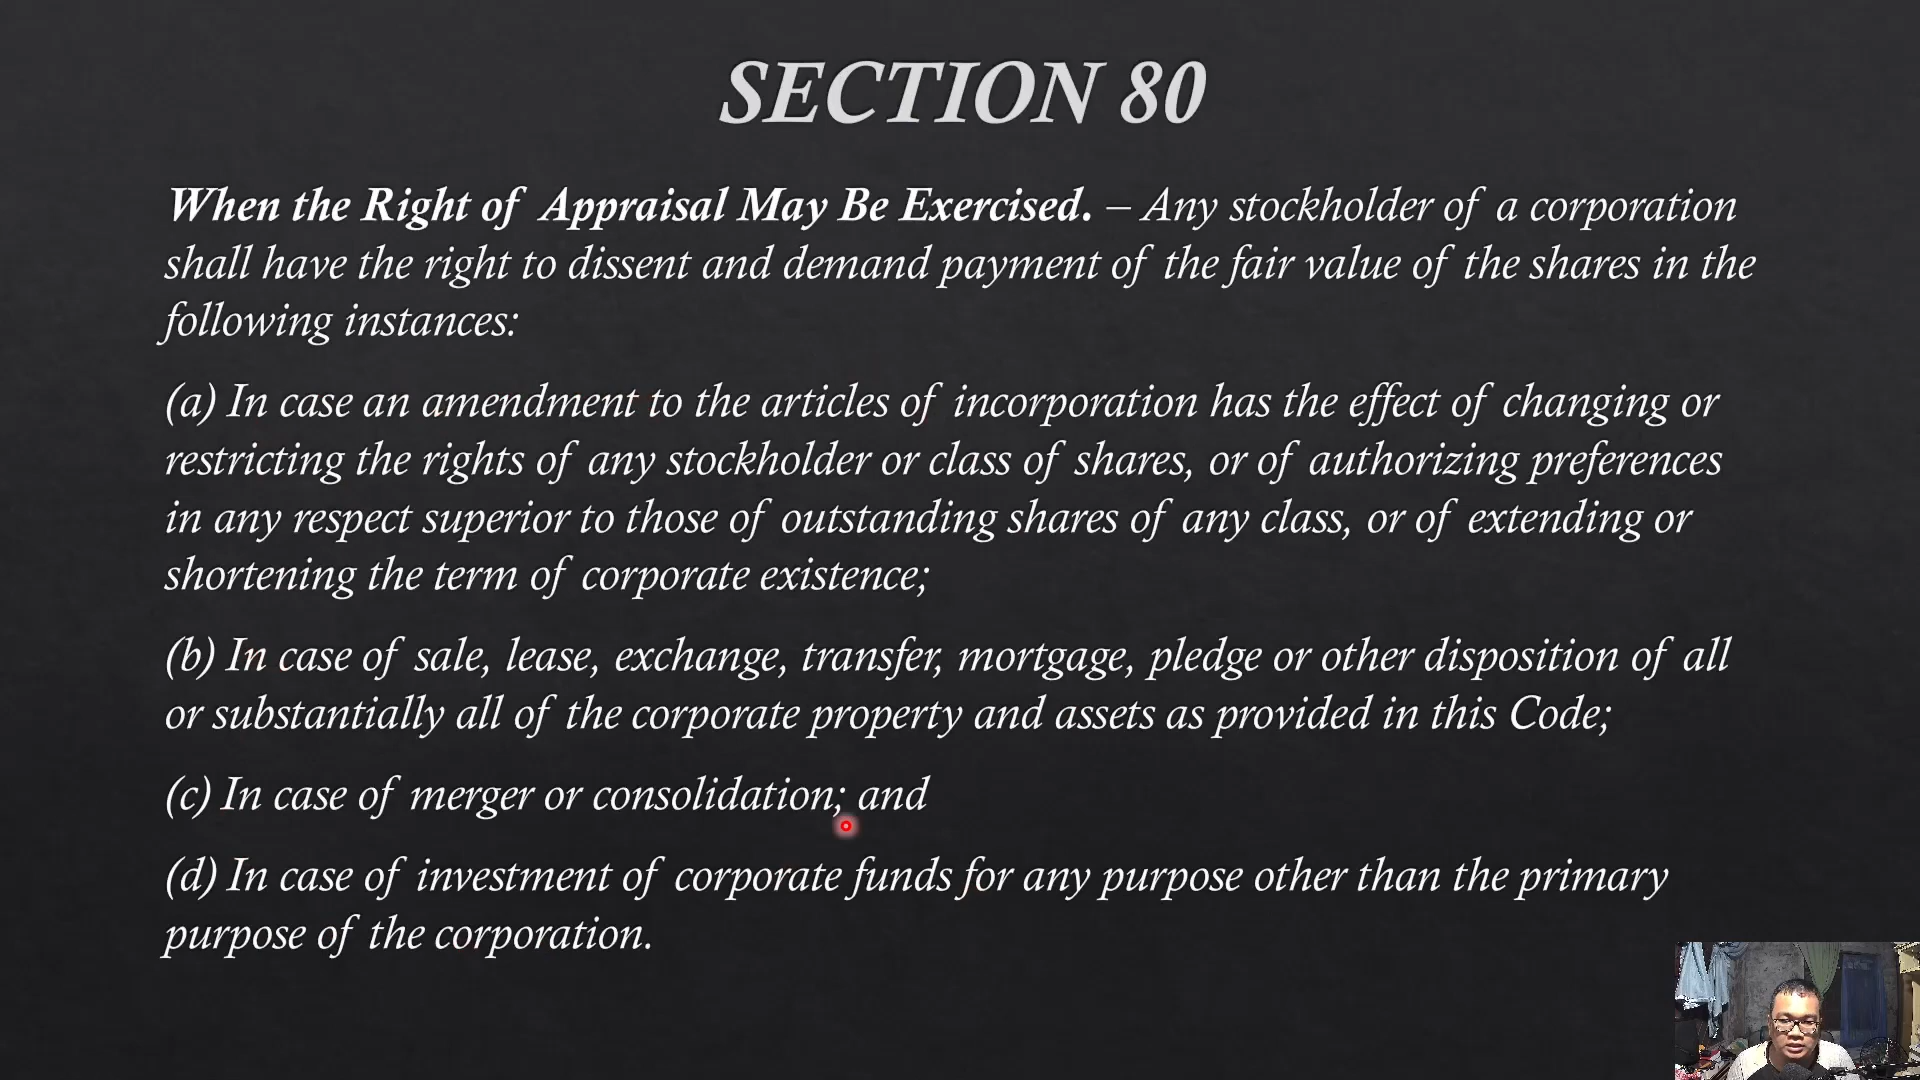 SECTION 80
When the Right of Appraisal May Be Exercised. – Any stockholder of a corporation
shall have the right to dissent and demand payment of the fair value of the shares in the
following instances:
(a) In case an amendment to the articles of incorporation has the effect of changing or
restricting the rights of any stockholder or class of shares, or of authorizing preferences
in any respect superior to those of outstanding shares of any class, or of extending or
shortening the term of corporate existence;
(b) In case of sale, lease, exchange, transfer, mortgage, pledge or other disposition of all
or substantially all of the corporate property and assets as provided in this Code;
(c) In case of merger or consolidation; and
(d) In case of investment of corporate funds for any purpose other than the primary
purpose of the corporation.